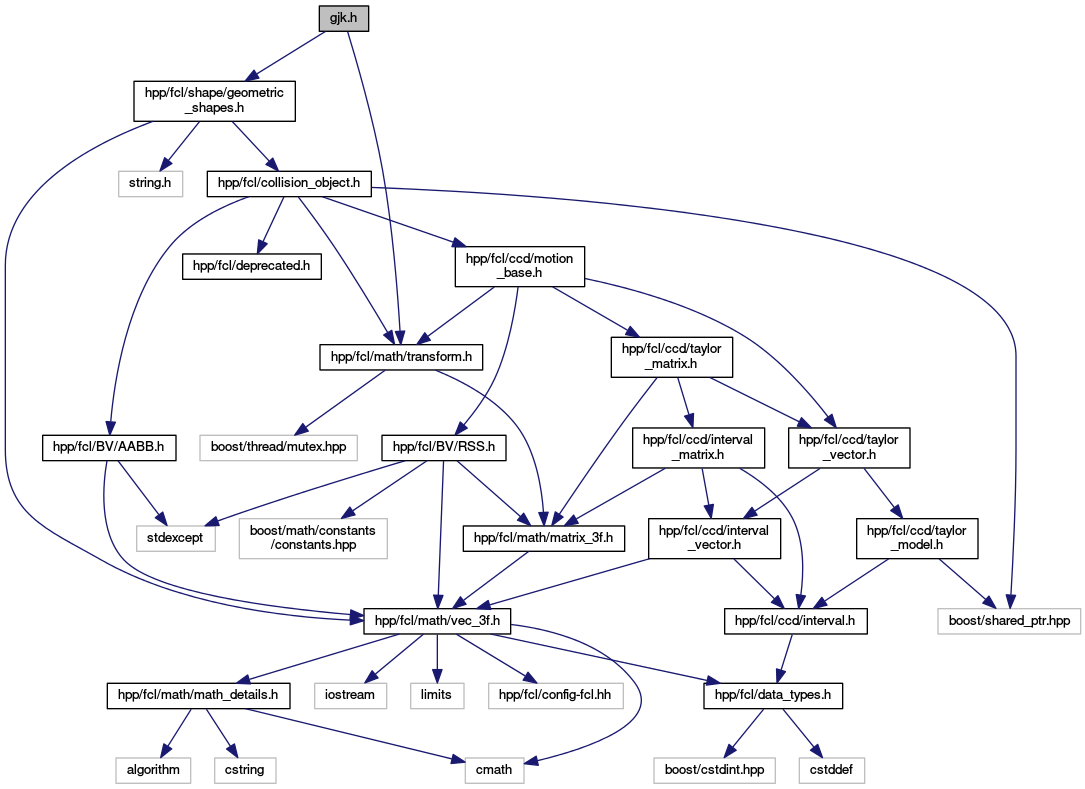 gjk.h
hpp/fcl/shape/geometric
_shapes.h
string.h
hpp/fcl/collision_object.h
hpp/fcl/deprecated.h
hpp/fcl/ccd/motion
_base.h
hpp/fcl/math/transform.h
hpp/fcl/ccd/taylor
_matrix.h
hpp/fcl/BV/AABB.h
boost/thread/mutex.hpp
hpp/fcl/BV/RSS.h
hpp/fcl/ccd/interval
_matrix.h
hpp/fcl/ccd/taylor
_vector.h
stdexcept
boost/math/constants
/constants.hpp
hpp/fcl/math/matrix_3f.h
hpp/fcl/ccd/interval
_vector.h
hpp/fcl/ccd/taylor
_model.h
hpp/fcl/math/vec_3f.h
hpp/fcl/ccd/interval.h
boost/shared_ptr.hpp
hpp/fcl/math/math_details.h
iostream
limits
hpp/fcl/config-fcl.hh
hpp/fcl/data_types.h
algorithm
cstring
cmath
boost/cstdint.hpp
cstddef